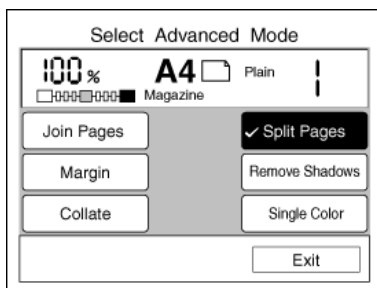 Select Advanced Mode
100 % A4 Plain 1
Magazine
Join Pages ✓ Split Pages
Margin Remove Shadows
Collate Single Color
Exit